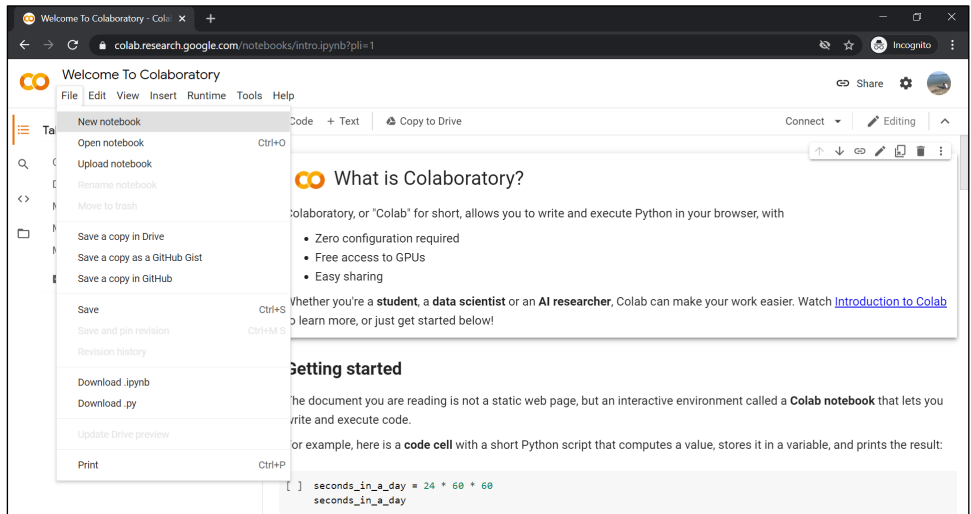 Welcome To Colaboratory - Cola
colab.research.google.com/notebooks/intro.ipynb?pli=1
Incognito
Welcome To Colaboratory
File Edit View Insert Runtime Tools Help
Share
New notebook
Open notebook Ctrl+O
Upload notebook
Rename notebook
Move to trash
Save a copy in Drive
Save a copy as a GitHub Gist
Save a copy in GitHub
Save Ctrl+S
Save and pin revision Ctrl+M S
Revision history
Download .ipynb
Download .py
Update Drive preview
Print Ctrl+P
Code + Text Copy to Drive
Connect Editing
What is Colaboratory?
Colaboratory, or "Colab" for short, allows you to write and execute Python in your browser, with
• Zero configuration required
• Free access to GPUs
• Easy sharing
Whether you're a student, a data scientist or an AI researcher, Colab can make your work easier. Watch Introduction to Colab
to learn more, or just get started below!
Getting started
The document you are reading is not a static web page, but an interactive environment called a Colab notebook that lets you
write and execute code.
For example, here is a code cell with a short Python script that computes a value, stores it in a variable, and prints the result:
[ ] seconds_in_a_day = 24 * 60 * 60
seconds_in_a_day